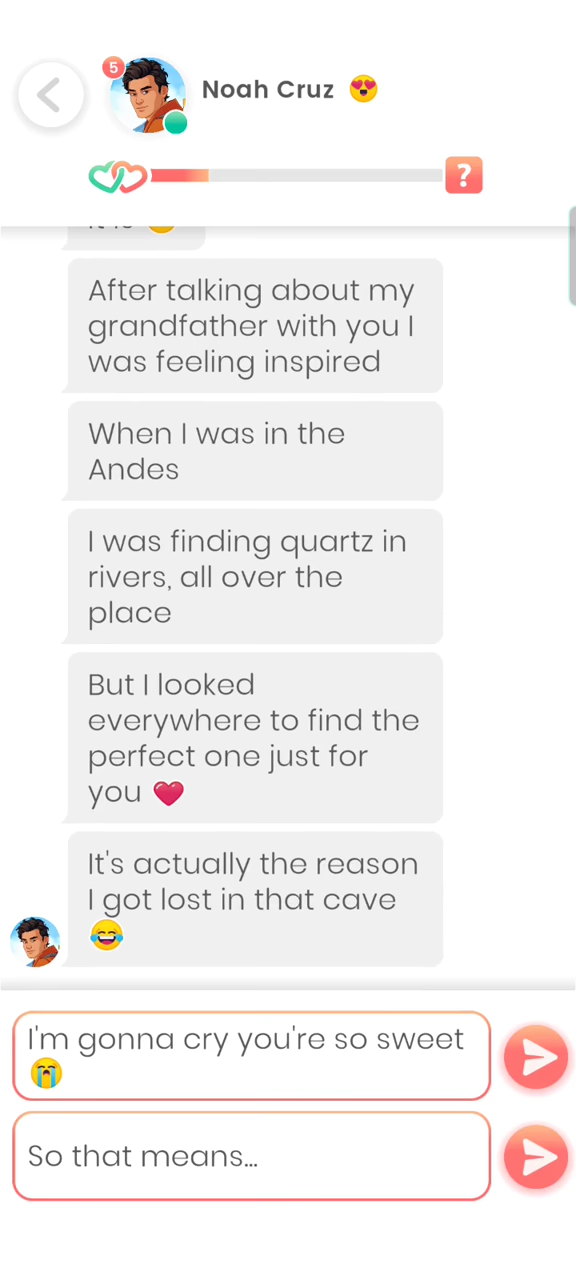 5
Noah Cruz 😍
?
After talking about my
grandfather with you I
was feeling inspired
When I was in the
Andes
I was finding quartz in
rivers, all over the
place
But I looked
everywhere to find the
perfect one just for
you ❤️
It's actually the reason
I got lost in that cave
😂
I'm gonna cry you're so sweet
😭
So that means...